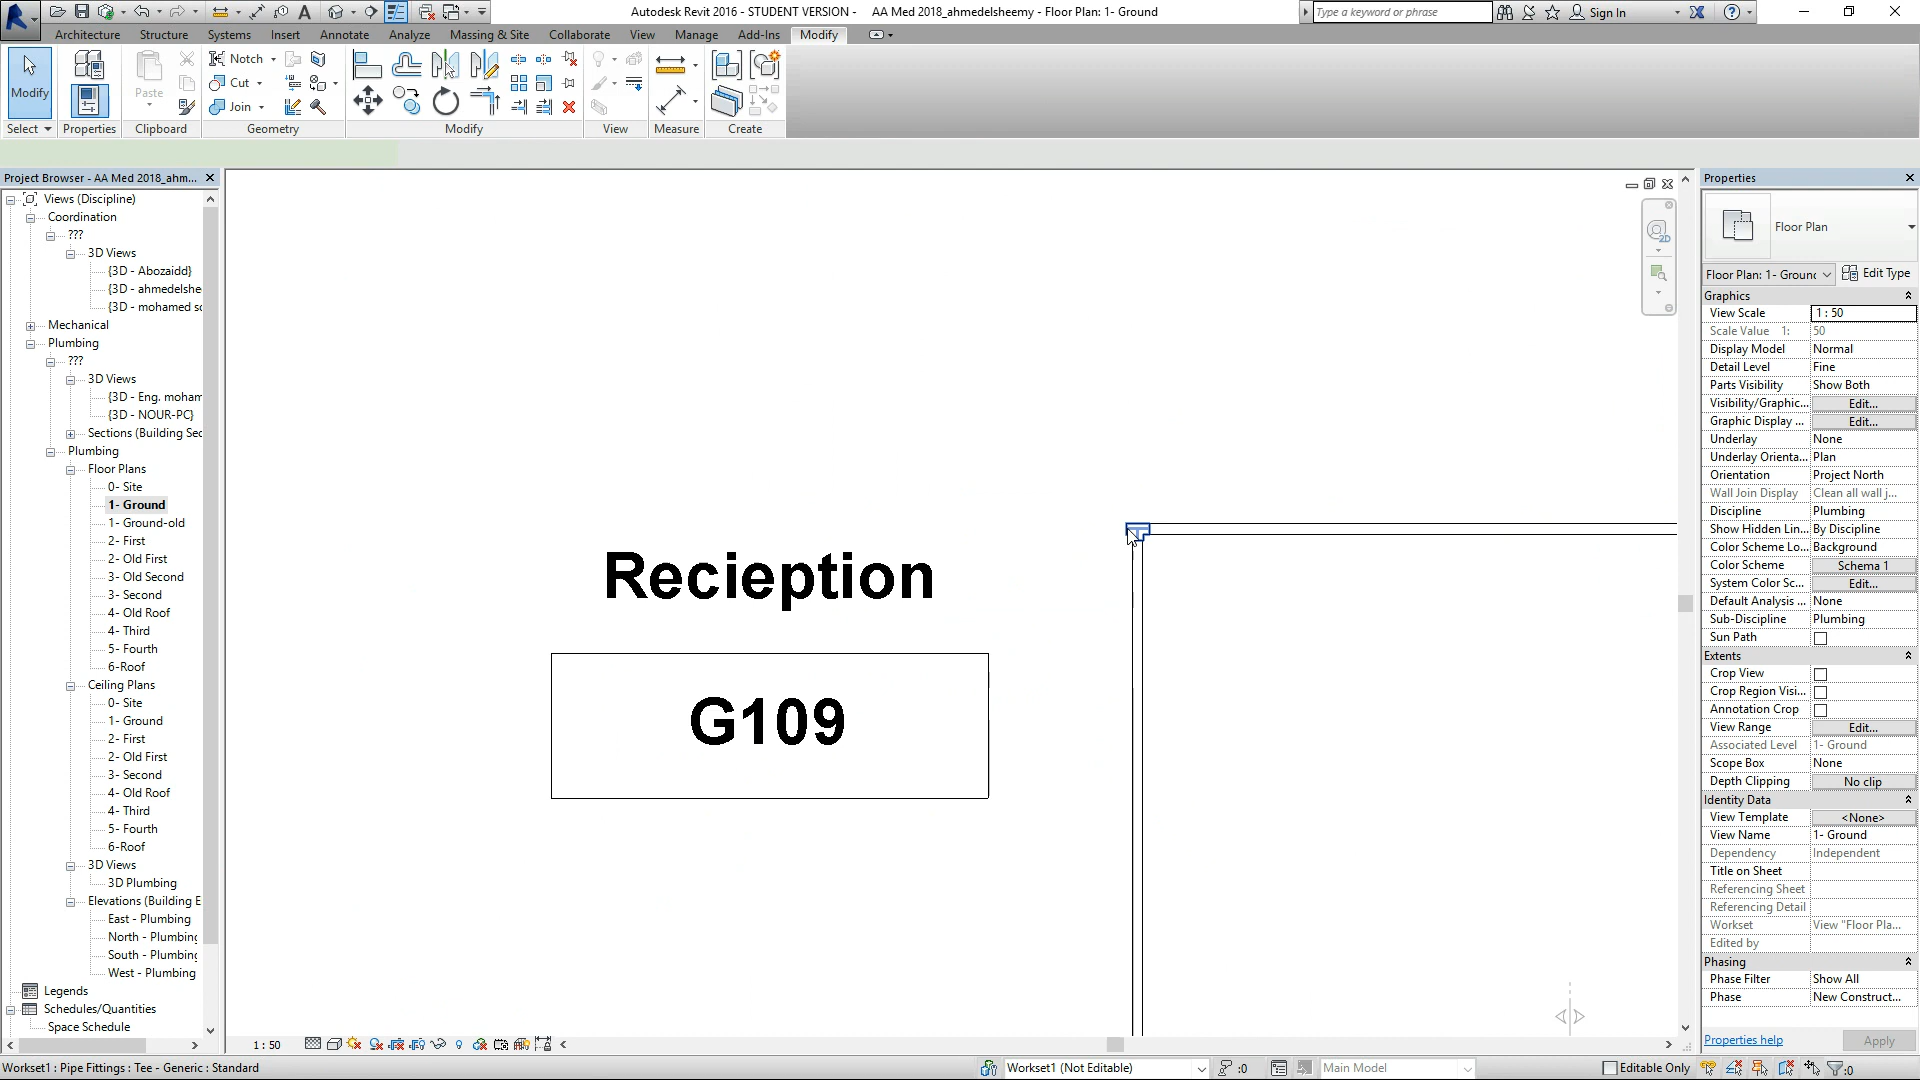 Autodesk Revit 2016 - STUDENT VERSION - AA Med 2018_ahmedelsheemy - Floor Plan: 1- Ground
Type a keyword or phrase
Sign In
Architecture Structure Systems Insert Annotate Analyze Massing & Site Collaborate View Manage Add-Ins Modify
Modify Paste Notch Cut Join
Select Properties Clipboard Geometry Modify View Measure Create
Project Browser - AA Med 2018_ahm...
Views (Discipline)
Coordination
???
3D Views
{3D - Abozaidd}
{3D - ahmedelshe
{3D - mohamed sc
Mechanical
Plumbing
???
3D Views
{3D - Eng. moham
{3D - NOUR-PC}
Sections (Building Sec
Plumbing
Floor Plans
0- Site
1- Ground
1- Ground-old
2- First
2- Old First
3- Old Second
3- Second
4- Old Roof
4- Third
5- Fourth
6-Roof
Ceiling Plans
0- Site
1- Ground
2- First
2- Old First
3- Second
4- Old Roof
4- Third
5- Fourth
6-Roof
3D Views
3D Plumbing
Elevations (Building E
East - Plumbing
North - Plumbing
South - Plumbing
West - Plumbing
Legends
Schedules/Quantities
Space Schedule
2D
Recieption
G109
1 : 50
Properties
Floor Plan
Floor Plan: 1- Ground Edit Type
Graphics
View Scale 1 : 50
Scale Value 1: 50
Display Model Normal
Detail Level Fine
Parts Visibility Show Both
Visibility/Graphic... Edit...
Graphic Display ... Edit...
Underlay None
Underlay Orienta... Plan
Orientation Project North
Wall Join Display Clean all wall j...
Discipline Plumbing
Show Hidden Lin... By Discipline
Color Scheme Lo... Background
Color Scheme Schema 1
System Color Sc... Edit...
Default Analysis ... None
Sub-Discipline Plumbing
Sun Path
Extents
Crop View
Crop Region Visi...
Annotation Crop
View Range Edit...
Associated Level 1- Ground
Scope Box None
Depth Clipping No clip
Identity Data
View Template <None>
View Name 1- Ground
Dependency Independent
Title on Sheet
Referencing Sheet
Referencing Detail
Workset View "Floor Pla...
Edited by
Phasing
Phase Filter Show All
Phase New Construct...
Properties help Apply
Workset1 : Pipe Fittings : Tee - Generic : Standard
Workset1 (Not Editable) :0 Main Model Editable Only :0